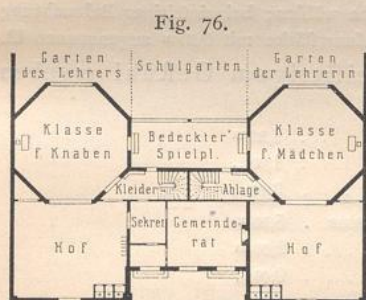 Fig. 76.
Garten
des Lehrers
Schulgarten
Garten
der Lehrerin
Klasse
f. Knaben
Bedeckter
Spielpl.
Klasse
f. Mädchen
Kleider
Ablage
Hof
Sekret
Gemeinde-
rat
Hof